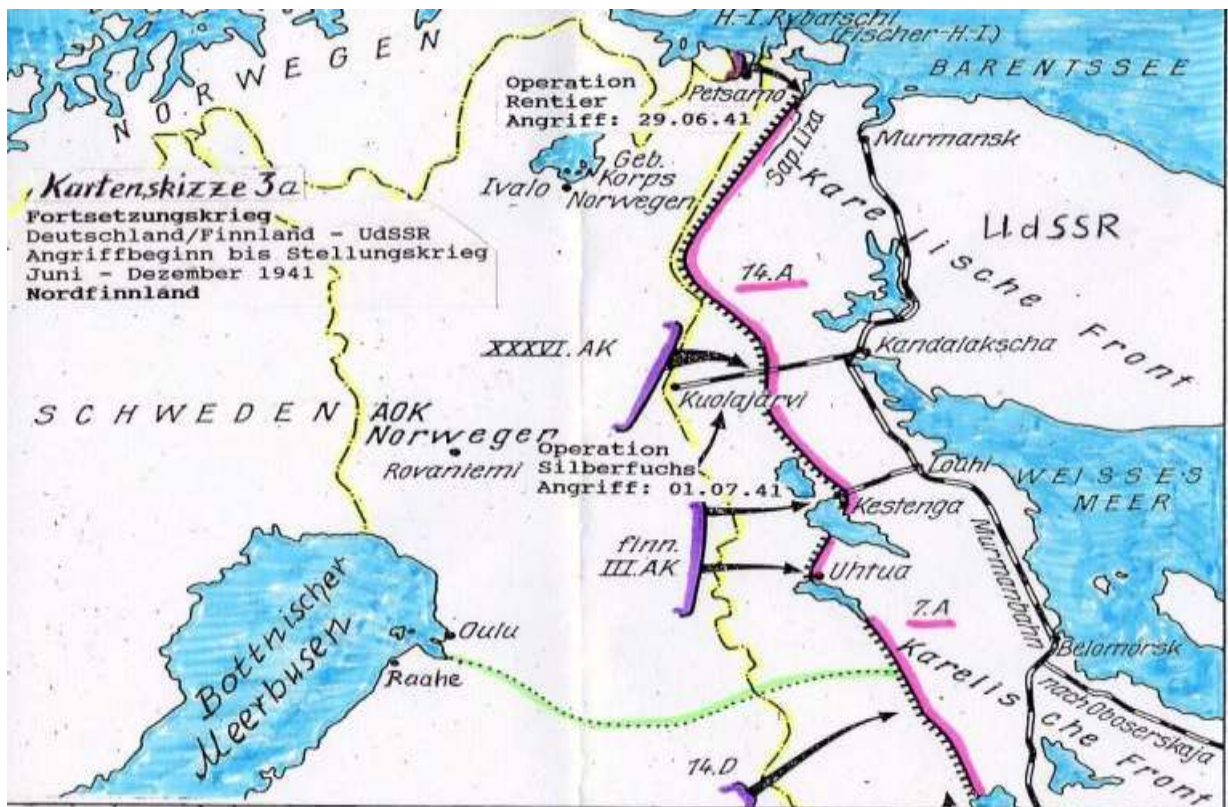 H.-I. Rybatschi
(Fischer-H.I)
BARENTSSEE
NORWEGEN
Operation
Rentier
Angriff: 29.06.41
Petsamo
Murmansk
Sap. Liza
Geb.
Korps
Norwegen
Ivalo
Kartenskizze 3a
Fortsetzungskrieg
Deutschland/Finnland - UdSSR
Angriffbeginn bis Stellungskrieg
Juni - Dezember 1941
Nordfinnland
Karelische Front
UdSSR
14.A
XXXVI. AK
Kandalakscha
Kuolajärvi
SCHWEDEN
AOK
Norwegen
Rovaniemi
Operation
Silberfuchs
Angriff: 01.07.41
Louhi
WEISSES
MEER
Kestenga
finn.
III. AK
Uhtua
Murmanbahn
7.A
Bottnischer
Meerbusen
Oulu
Raahe
Belomorsk
nach Oboserskaja
Karelische Front
14.D